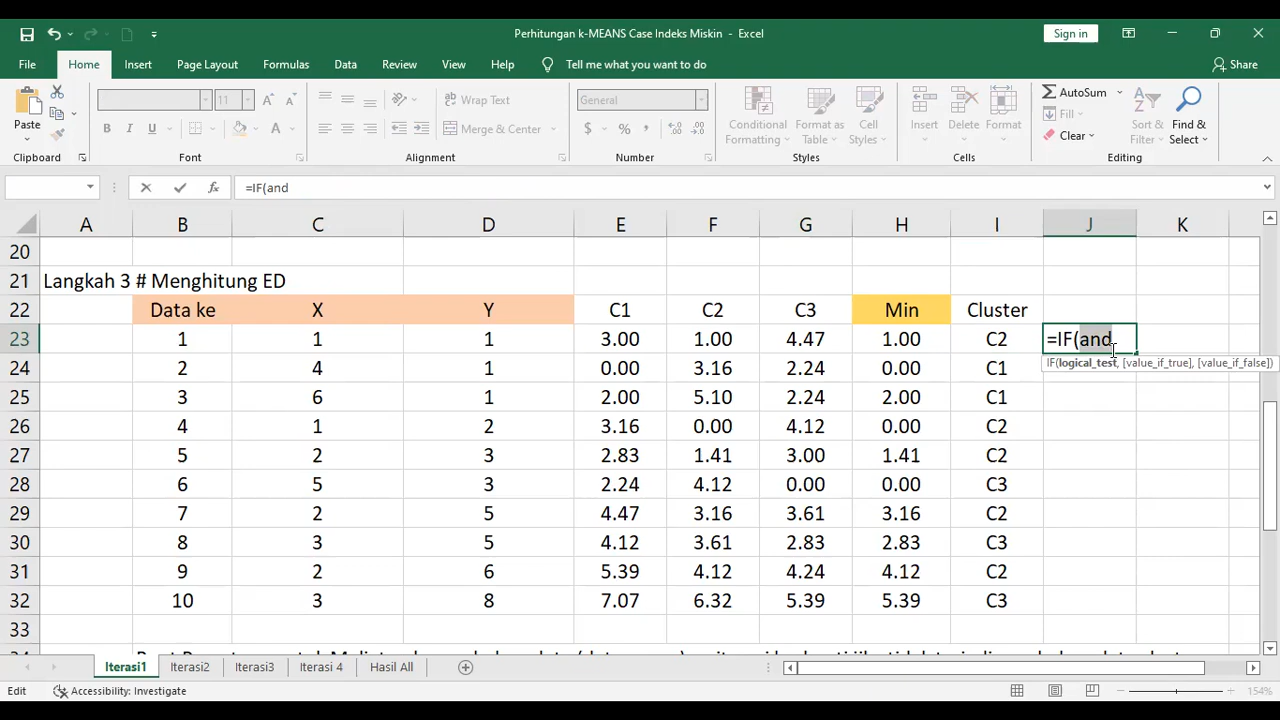 Perhitungan k-MEANS Case Indeks Miskin - Excel
Sign in
File Home Insert Page Layout Formulas Data Review View Help Tell me what you want to do Share
Paste
Clipboard
11
B I U A
Font
Wrap Text
Merge & Center
Alignment
General
$ % ,
Number
Conditional Formatting
Format as Table
Cell Styles
Styles
Insert Delete Format
Cells
AutoSum
Fill
Clear
Sort & Filter
Find & Select
Editing
fx =IF(and
A B C D E F G H I J K
20
21 Langkah 3 # Menghitung ED
22 Data ke X Y C1 C2 C3 Min Cluster
23 1 1 1 3.00 1.00 4.47 1.00 C2 =IF(and
IF(logical_test, [value_if_true], [value_if_false])
24 2 4 1 0.00 3.16 2.24 0.00 C1
25 3 6 1 2.00 5.10 2.24 2.00 C1
26 4 1 2 3.16 0.00 4.12 0.00 C2
27 5 2 3 2.83 1.41 3.00 1.41 C2
28 6 5 3 2.24 4.12 0.00 0.00 C3
29 7 2 5 4.47 3.16 3.61 3.16 C2
30 8 3 5 4.12 3.61 2.83 2.83 C3
31 9 2 6 5.39 4.12 4.24 4.12 C2
32 10 3 8 7.07 6.32 5.39 5.39 C3
33
Iterasi1 Iterasi2 Iterasi3 Iterasi 4 Hasil All
Edit Accessibility: Investigate 154%